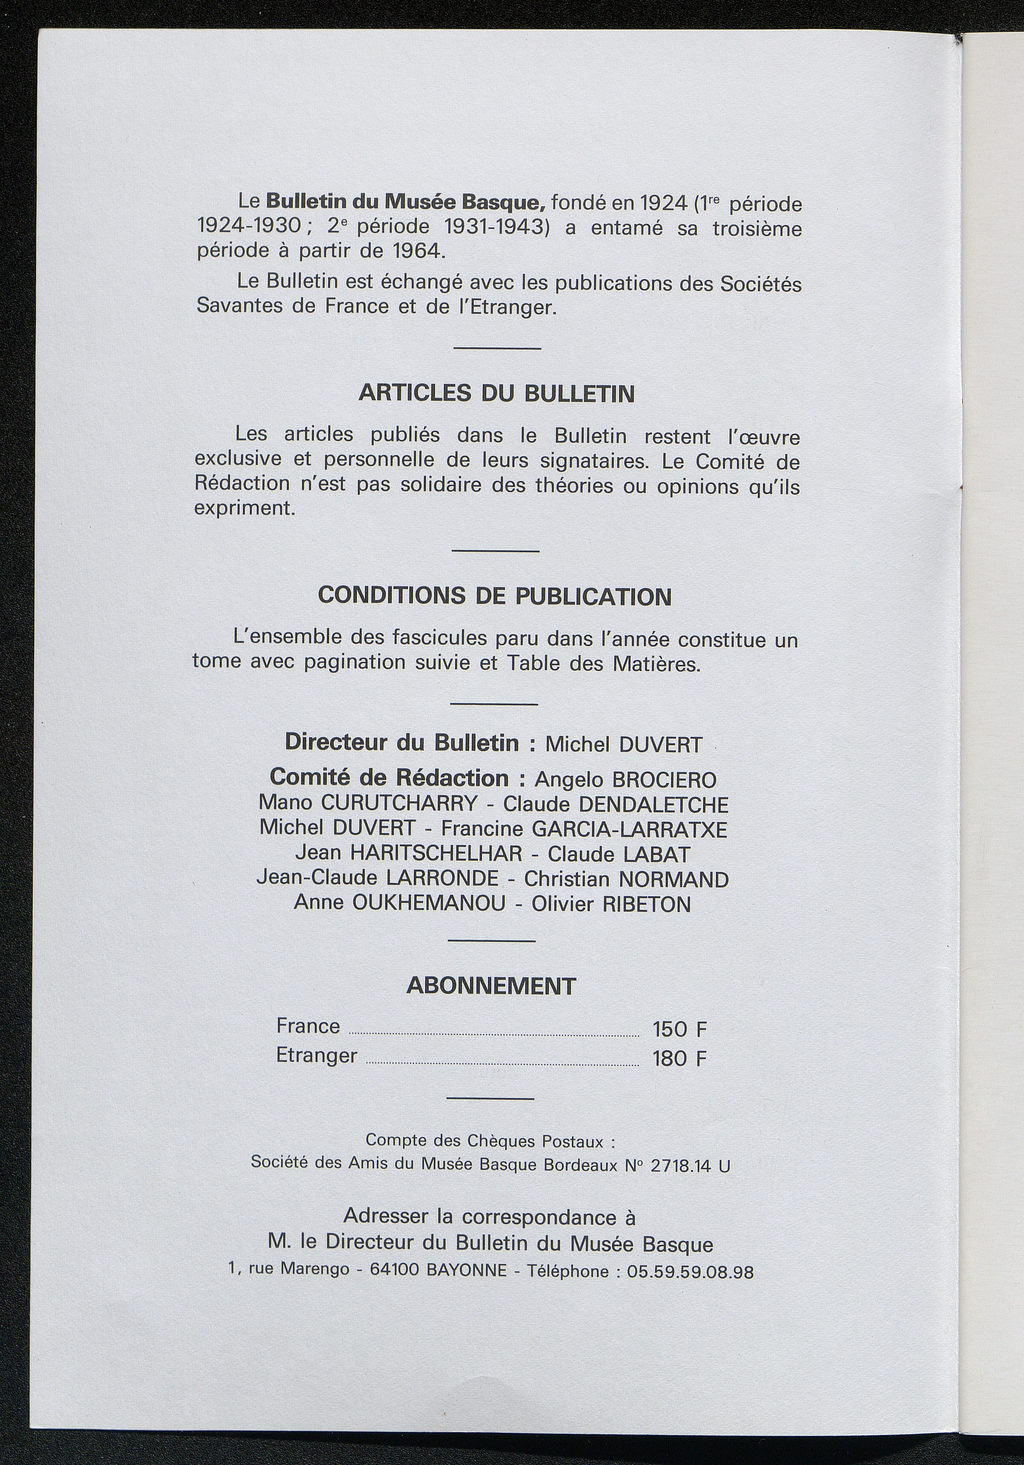 Le Bulletin du Musée Basque, fondé en 1924 (1re période
1924-1930 ; 2e période 1931-1943) a entamé sa troisième
période à partir de 1964.
Le Bulletin est échangé avec les publications des Sociétés
Savantes de France et de l'Etranger.
ARTICLES DU BULLETIN
Les articles publiés dans le Bulletin restent l'œuvre
exclusive et personnelle de leurs signataires. Le Comité de
Rédaction n'est pas solidaire des théories ou opinions qu'ils
expriment.
CONDITIONS DE PUBLICATION
L'ensemble des fascicules paru dans l'année constitue un
tome avec pagination suivie et Table des Matières.
Directeur du Bulletin : Michel DUVERT
Comité de Rédaction : Angelo BROCIERO
Mano CURUTCHARRY - Claude DENDALETCHE
Michel DUVERT - Francine GARCIA-LARRATXE
Jean HARITSCHELHAR - Claude LABAT
Jean-Claude LARRONDE - Christian NORMAND
Anne OUKHEMANOU - Olivier RIBETON
ABONNEMENT
France ........ 150 F
Etranger ........ 180 F
Compte des Chèques Postaux :
Société des Amis du Musée Basque Bordeaux No 2718.14 U
Adresser la correspondance à
M. le Directeur du Bulletin du Musée Basque
1, rue Marengo - 64100 BAYONNE - Téléphone : 05.59.59.08.98